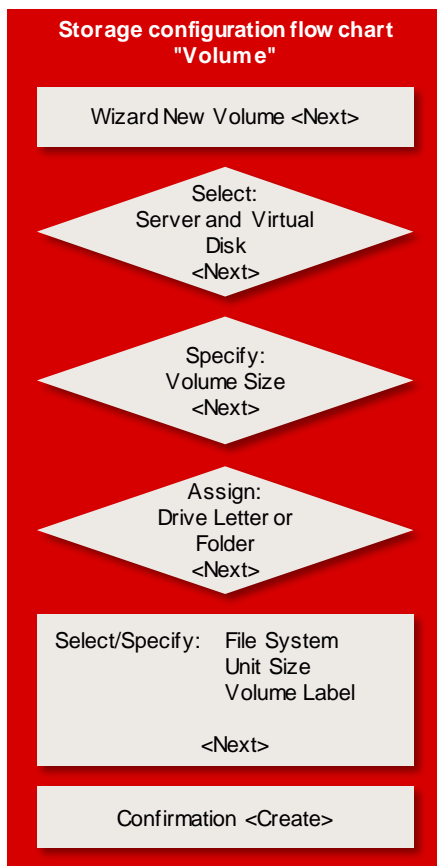 Storage configuration flow chart
"Volume"
Wizard New Volume <Next>
Select:
Server and Virtual
Disk
<Next>
Specify:
Volume Size
<Next>
Assign:
Drive Letter or
Folder
<Next>
Select/Specify: File System
Unit Size
Volume Label
<Next>
Confirmation <Create>